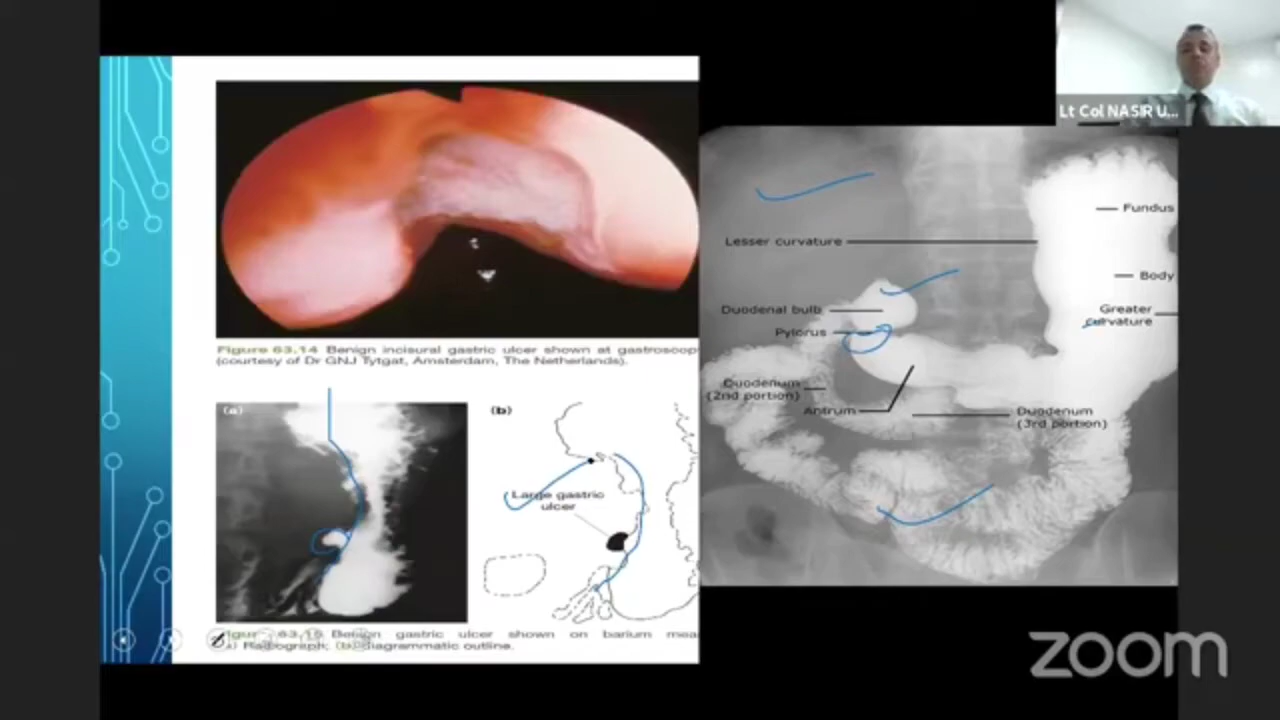 Lt Col NASIR U...
Figure 63.14 Benign incisural gastric ulcer shown at gastroscop
(courtesy of Dr GNJ Tytgat, Amsterdam, The Netherlands).
(a)
(b)
Large gastric
ulcer
Benign gastric ulcer shown on barium mea
(a) Radiograph; (b) diagrammatic outline.
Fundus
Lesser curvature
Body
Duodenal bulb
Greater
curvature
Pylorus
Duodenum
(2nd portion)
Antrum
Duodenum
(3rd portion)
zoom